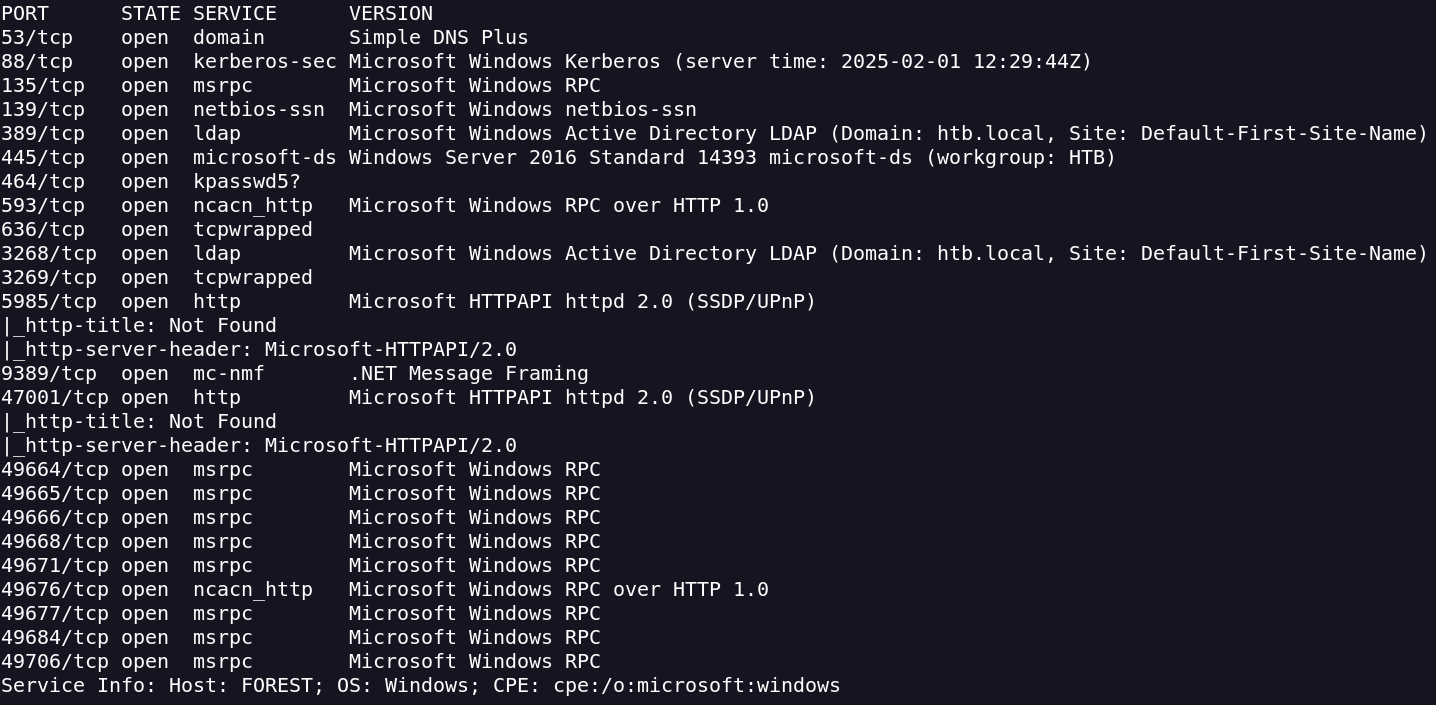 PORT      STATE SERVICE      VERSION
53/tcp    open  domain       Simple DNS Plus
88/tcp    open  kerberos-sec Microsoft Windows Kerberos (server time: 2025-02-01 12:29:44Z)
135/tcp   open  msrpc        Microsoft Windows RPC
139/tcp   open  netbios-ssn  Microsoft Windows netbios-ssn
389/tcp   open  ldap         Microsoft Windows Active Directory LDAP (Domain: htb.local, Site: Default-First-Site-Name)
445/tcp   open  microsoft-ds Windows Server 2016 Standard 14393 microsoft-ds (workgroup: HTB)
464/tcp   open  kpasswd5?
593/tcp   open  ncacn_http   Microsoft Windows RPC over HTTP 1.0
636/tcp   open  tcpwrapped
3268/tcp  open  ldap         Microsoft Windows Active Directory LDAP (Domain: htb.local, Site: Default-First-Site-Name)
3269/tcp  open  tcpwrapped
5985/tcp  open  http         Microsoft HTTPAPI httpd 2.0 (SSDP/UPnP)
|_http-title: Not Found
|_http-server-header: Microsoft-HTTPAPI/2.0
9389/tcp  open  mc-nmf       .NET Message Framing
47001/tcp open  http         Microsoft HTTPAPI httpd 2.0 (SSDP/UPnP)
|_http-title: Not Found
|_http-server-header: Microsoft-HTTPAPI/2.0
49664/tcp open  msrpc        Microsoft Windows RPC
49665/tcp open  msrpc        Microsoft Windows RPC
49666/tcp open  msrpc        Microsoft Windows RPC
49668/tcp open  msrpc        Microsoft Windows RPC
49671/tcp open  msrpc        Microsoft Windows RPC
49676/tcp open  ncacn_http   Microsoft Windows RPC over HTTP 1.0
49677/tcp open  msrpc        Microsoft Windows RPC
49684/tcp open  msrpc        Microsoft Windows RPC
49706/tcp open  msrpc        Microsoft Windows RPC
Service Info: Host: FOREST; OS: Windows; CPE: cpe:/o:microsoft:windows